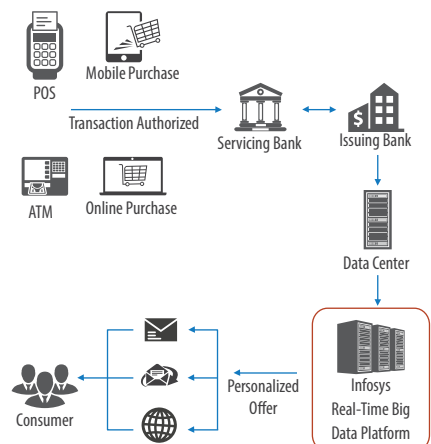 Mobile Purchase
POS
Transaction Authorized
Servicing Bank
Issuing Bank
$
ATM
Online Purchase
Data Center
Personalized
Offer
Consumer
Infosys
Real-Time Big
Data Platform